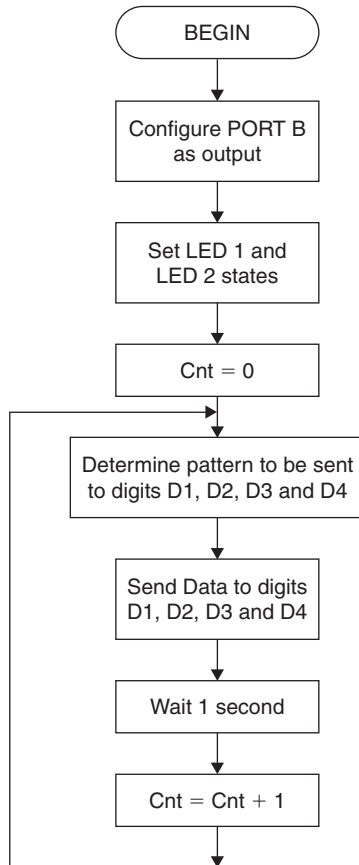 BEGIN
Configure PORT B
as output
Set LED 1 and
LED 2 states
Cnt = 0
Determine pattern to be sent
to digits D1, D2, D3 and D4
Send Data to digits
D1, D2, D3 and D4
Wait 1 second
Cnt = Cnt + 1